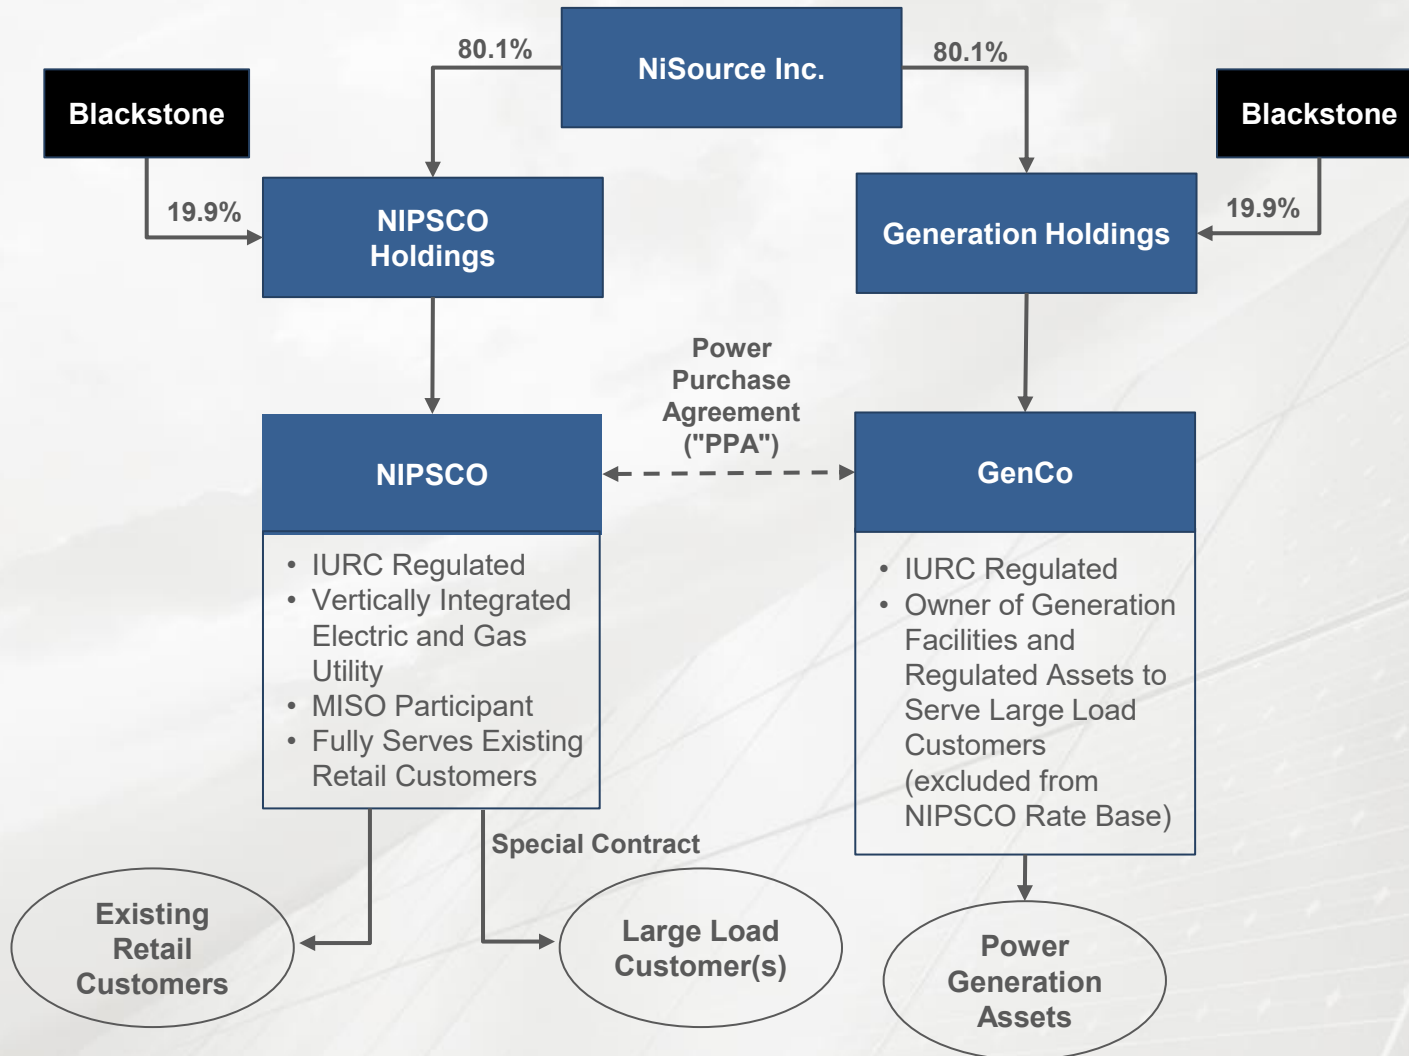 80.1%
NiSource Inc.
80.1%
Blackstone
Blackstone
19.9%
NIPSCO
Holdings
Generation Holdings
19.9%
Power
Purchase
Agreement
("PPA")
NIPSCO
GenCo
• IURC Regulated
• Vertically Integrated
Electric and Gas
Utility
• MISO Participant
• Fully Serves Existing
Retail Customers
• IURC Regulated
• Owner of Generation
Facilities and
Regulated Assets to
Serve Large Load
Customers
(excluded from
NIPSCO Rate Base)
Special Contract
Existing
Retail
Customers
Large Load
Customer(s)
Power
Generation
Assets